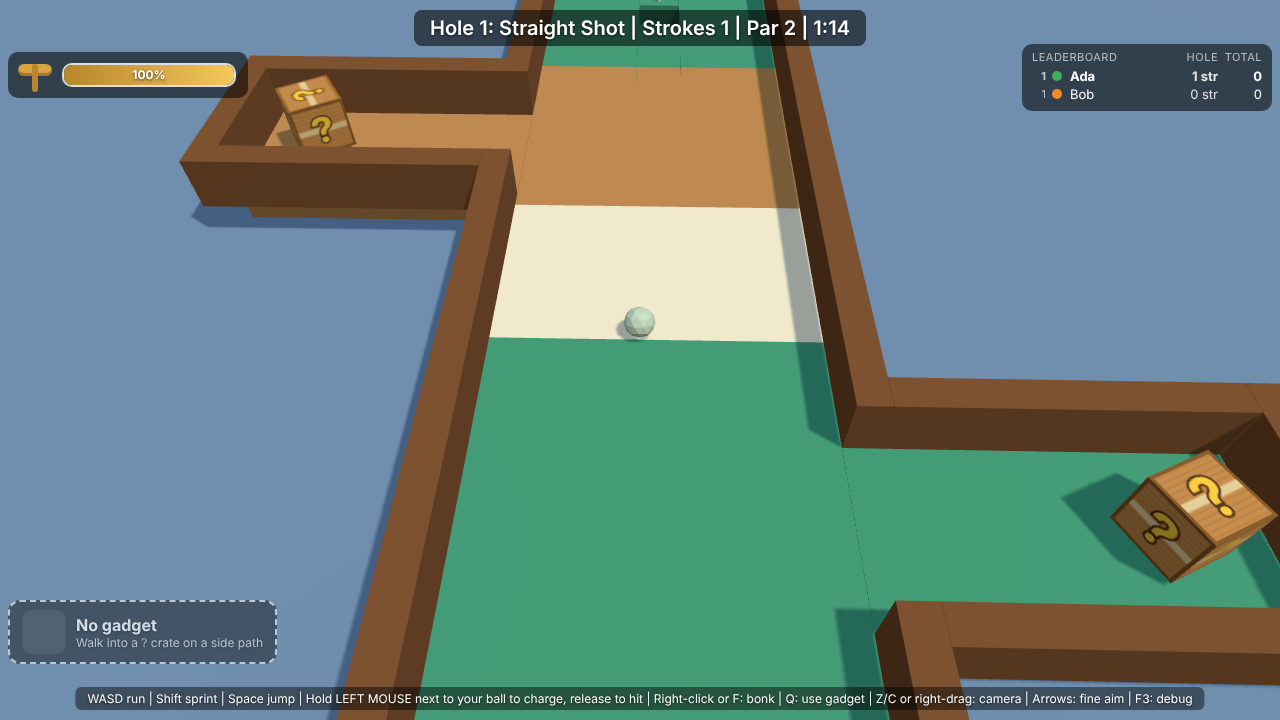 Hole 1: Straight Shot | Strokes 1 | Par 2 | 1:14
100%
LEADERBOARD HOLE TOTAL
1 Ada 1 str 0
1 Bob 0 str 0
?
?
?
?
No gadget
Walk into a ? crate on a side path
WASD run | Shift sprint | Space jump | Hold LEFT MOUSE next to your ball to charge, release to hit | Right-click or F: bonk | Q: use gadget | Z/C or right-drag: camera | Arrows: fine aim | F3: debug